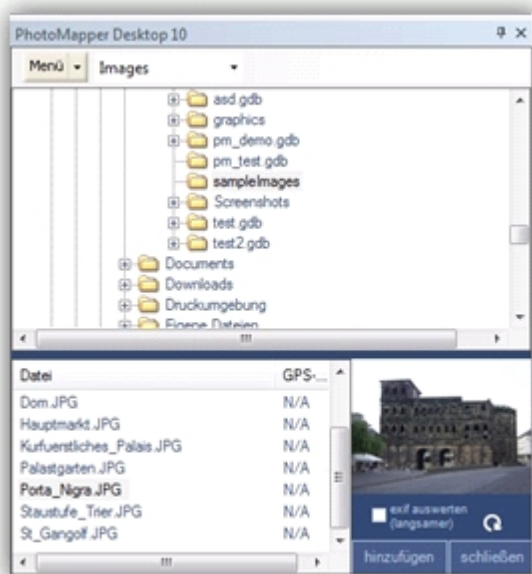 PhotoMapper Desktop 10
Menü Images
asd.gdb
graphics
pm_demo.gdb
pm_test.gdb
sampleImages
Screenshots
test.gdb
test2.gdb
Documents
Downloads
Druckumgebung
Eigene Dateien
Datei GPS-...
Dom.JPG N/A
Hauptmarkt.JPG N/A
Kurfuerstliches_Palais.JPG N/A
Palastgarten.JPG N/A
Porta_Nigra.JPG N/A
Staustufe_Trier.JPG N/A
St_Gangolf.JPG N/A
exif auswerten
(langsamer)
hinzufügen schließen